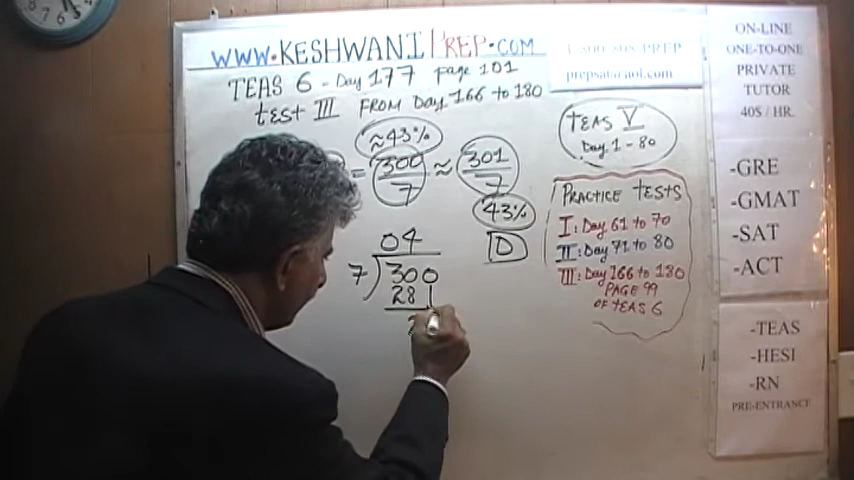 www.KESHWANIPREP.COM
prepsat@aol.com
TEAS 6 - Day 177 Page 101
test III FROM Day 166 to 180
≈43%
= 300/7 ≈ 301/7
43%
D
04
7 300
28
TEAS V
Day 1 - 80
PRACTICE TESTS
I: Day 61 to 70
II: Day 71 to 80
III: Day 166 to 180
PAGE 99
OF TEAS 6
ON-LINE
ONE-TO-ONE
PRIVATE
TUTOR
40$ / HR.
-GRE
-GMAT
-SAT
-ACT
-TEAS
-HESI
-RN
PRE-ENTRANCE